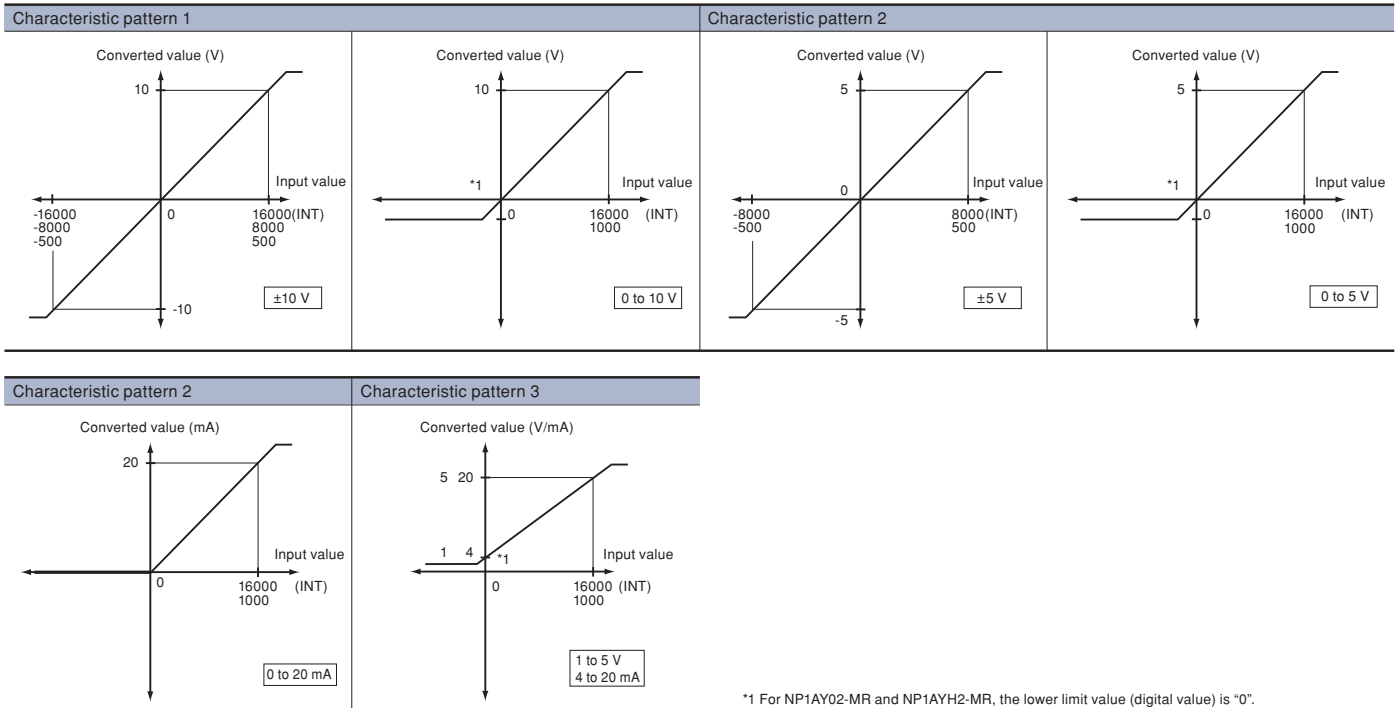 Characteristic pattern 1
Characteristic pattern 2
Converted value (V)
10
Input value
-16000
-8000
-8000
-500
0
16000(INT)
8000
500
-10
±10 V
Converted value (V)
10
*1
Input value
0
16000 (INT)
1000
0 to 10 V
Converted value (V)
5
0
Input value
-8000
-500
8000(INT)
500
-5
±5 V
Converted value (V)
5
*1
Input value
0
16000 (INT)
1000
0 to 5 V
Characteristic pattern 2
Characteristic pattern 3
Converted value (mA)
20
Input value
0
16000 (INT)
1000
0 to 20 mA
Converted value (V/mA)
5 20
1 4
*1
Input value
0
16000 (INT)
1000
1 to 5 V
4 to 20 mA
*1 For NP1AY02-MR and NP1AYH2-MR, the lower limit value (digital value) is “0”.